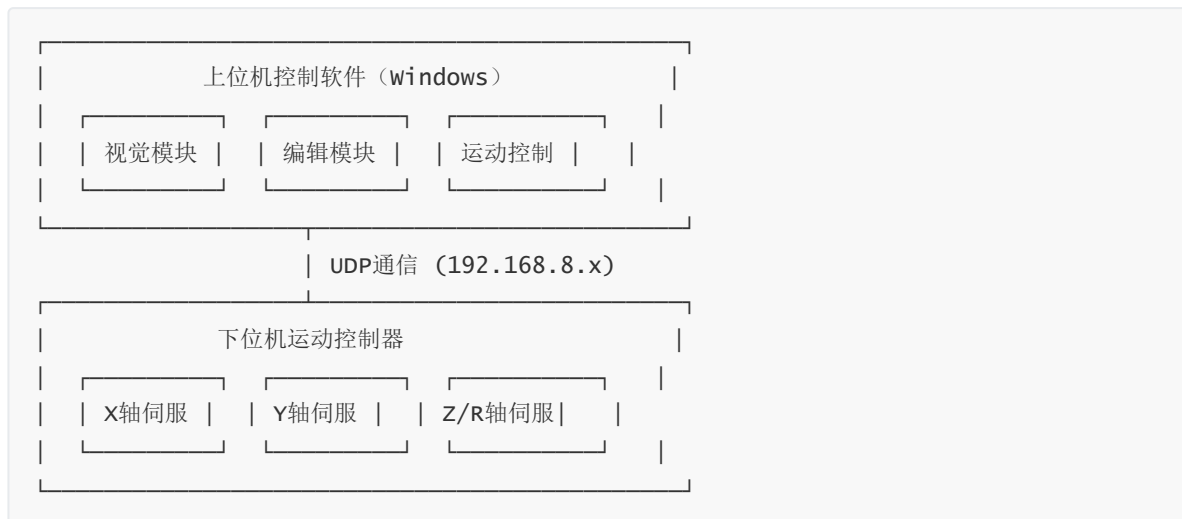 上位机控制软件（Windows）
视觉模块 编辑模块 运动控制
UDP通信 (192.168.8.x)
下位机运动控制器
X轴伺服 Y轴伺服 Z/R轴伺服